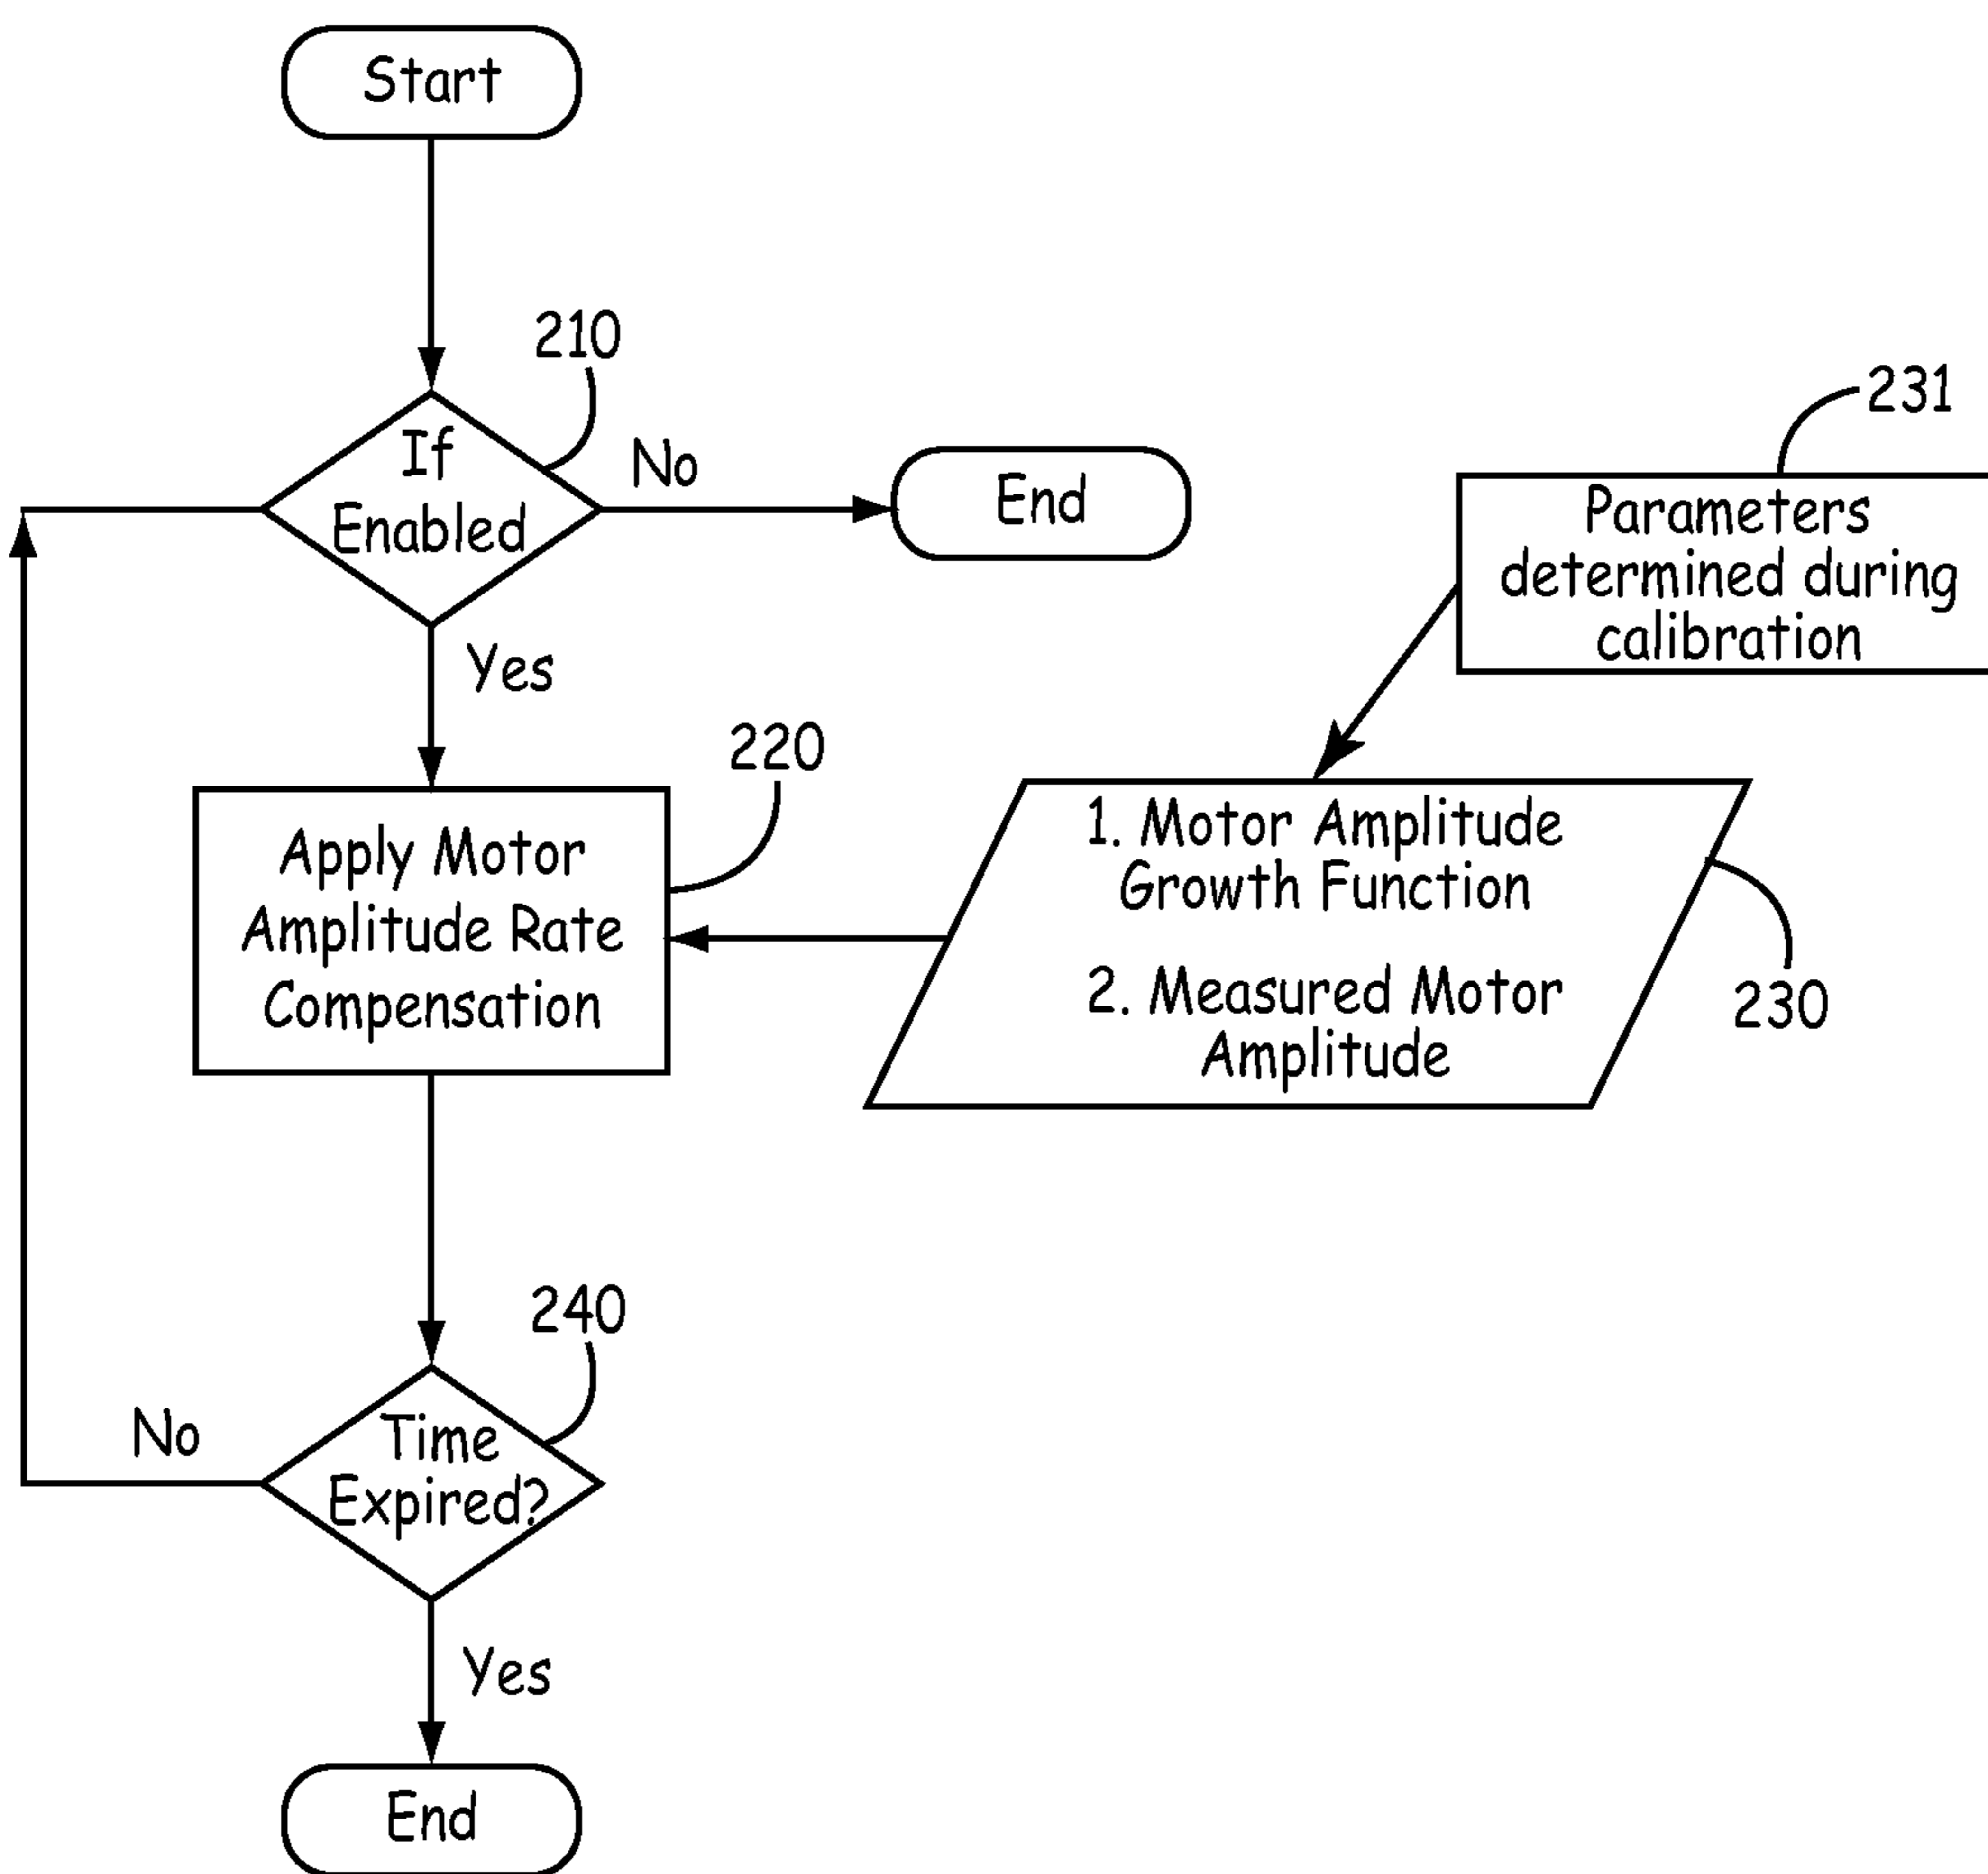 Start
210
If
Enabled
No
End
231
Parameters
determined during
calibration
Yes
220
Apply Motor
Amplitude Rate
Compensation
1. Motor Amplitude
Growth Function
2. Measured Motor
Amplitude
230
240
Time
Expired?
No
Yes
End